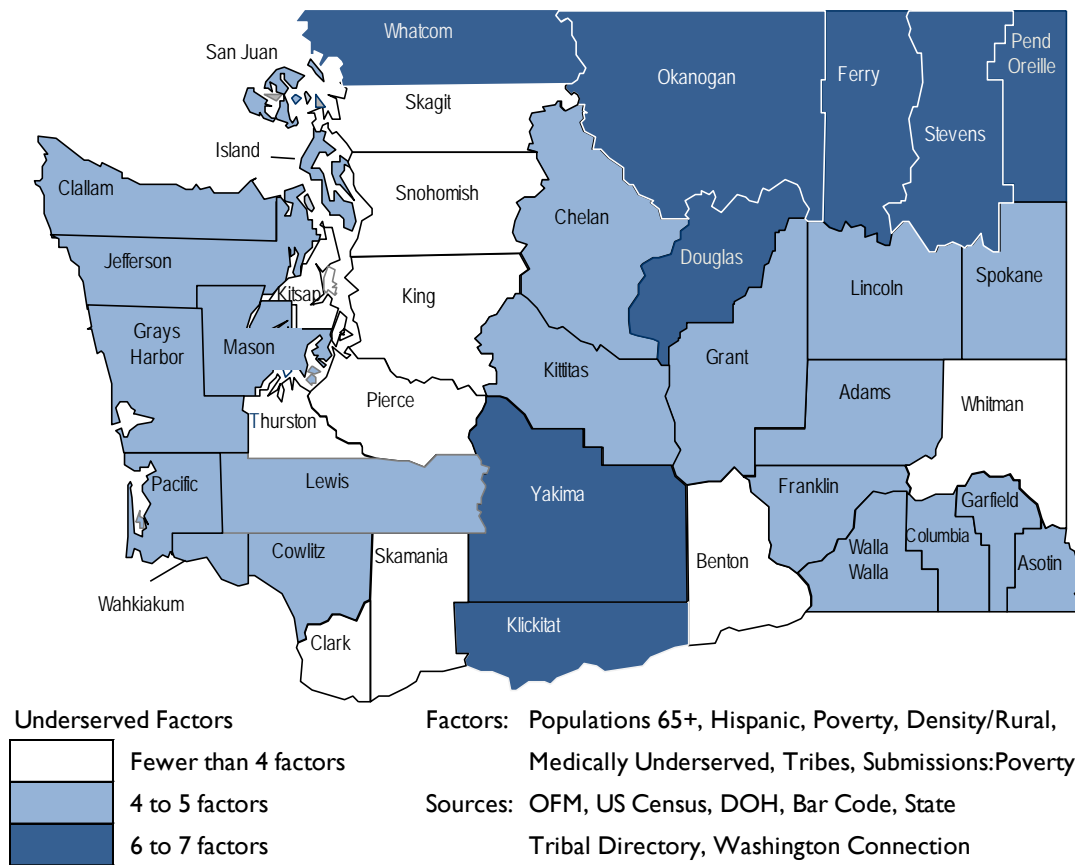 Whatcom
San Juan
Okanogan
Ferry
Pend
Oreille
Skagit
Stevens
Island
Clallam
Snohomish
Chelan
Jefferson
Douglas
Kitsap
King
Lincoln
Spokane
Grays
Harbor
Mason
Grant
Kittitas
Adams
Pierce
Whitman
Thurston
Pacific
Lewis
Yakima
Franklin
Garfield
Cowlitz
Skamania
Benton
Walla
Walla
Columbia
Asotin
Wahkiakum
Clark
Klickitat
Underserved Factors
Fewer than 4 factors
4 to 5 factors
6 to 7 factors
Factors: Populations 65+, Hispanic, Poverty, Density/Rural,
Medically Underserved, Tribes, Submissions:Poverty
Sources: OFM, US Census, DOH, Bar Code, State
Tribal Directory, Washington Connection